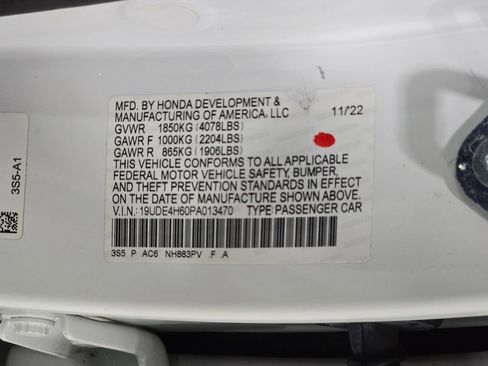 MFD. BY HONDA DEVELOPMENT &
MANUFACTURING OF AMERICA, LLC 11/22
GVWR 1850KG (4078LBS)
GAWR F 1000KG (2204LBS)
GAWR R 865KG (1906LBS)
THIS VEHICLE CONFORMS TO ALL APPLICABLE
FEDERAL MOTOR VEHICLE SAFETY, BUMPER,
AND THEFT PREVENTION STANDARDS IN EFFECT
ON THE DATE OF MANUFACTURE SHOWN ABOVE.
V.I.N.: 19UDE4H60PA013470 TYPE: PASSENGER CAR
3S5 P AC6 NH883PV .F .A
3S5-A1